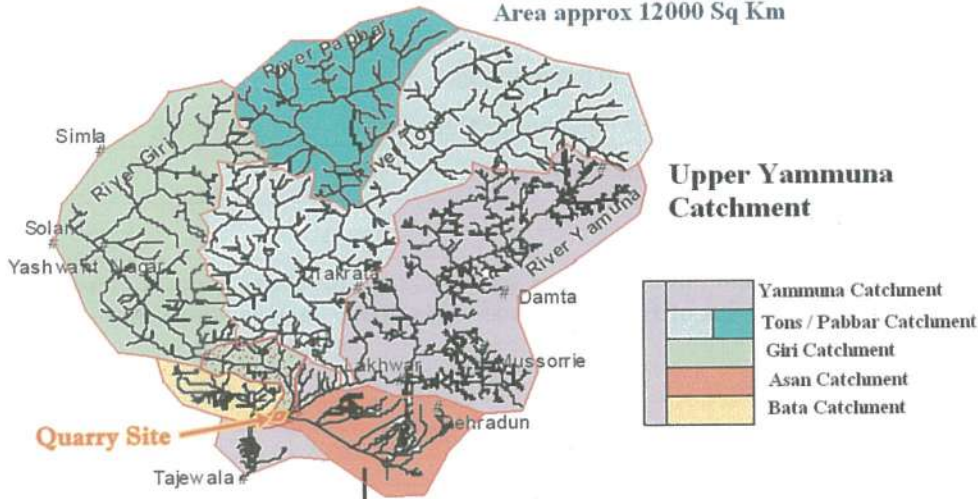 Area approx 12000 Sq Km
River Pabbar
River Tons
Simla
River Giri
Upper Yammuna
Catchment
Solan
Yashwant Nagar
River Yamuna
Damta
Yammuna Catchment
Tons / Pabbar Catchment
Giri Catchment
Asan Catchment
Bata Catchment
Lakhwar
Mussorrie
Dehradun
Quarry Site
Tajewala